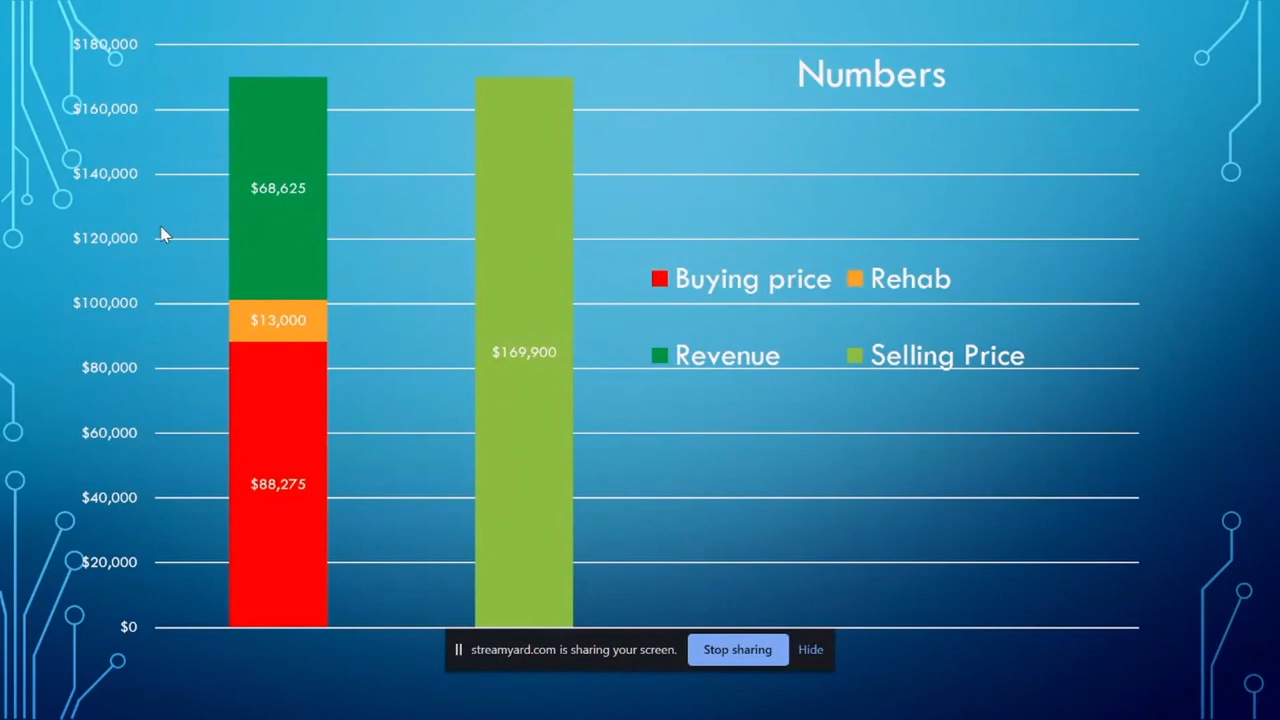 Numbers
$180,000
$160,000
$140,000
$120,000
$100,000
$80,000
$60,000
$40,000
$20,000
$0
$68,625
$13,000
$88,275
$169,900
Buying price
Rehab
Revenue
Selling Price
streamyard.com is sharing your screen.
Stop sharing
Hide